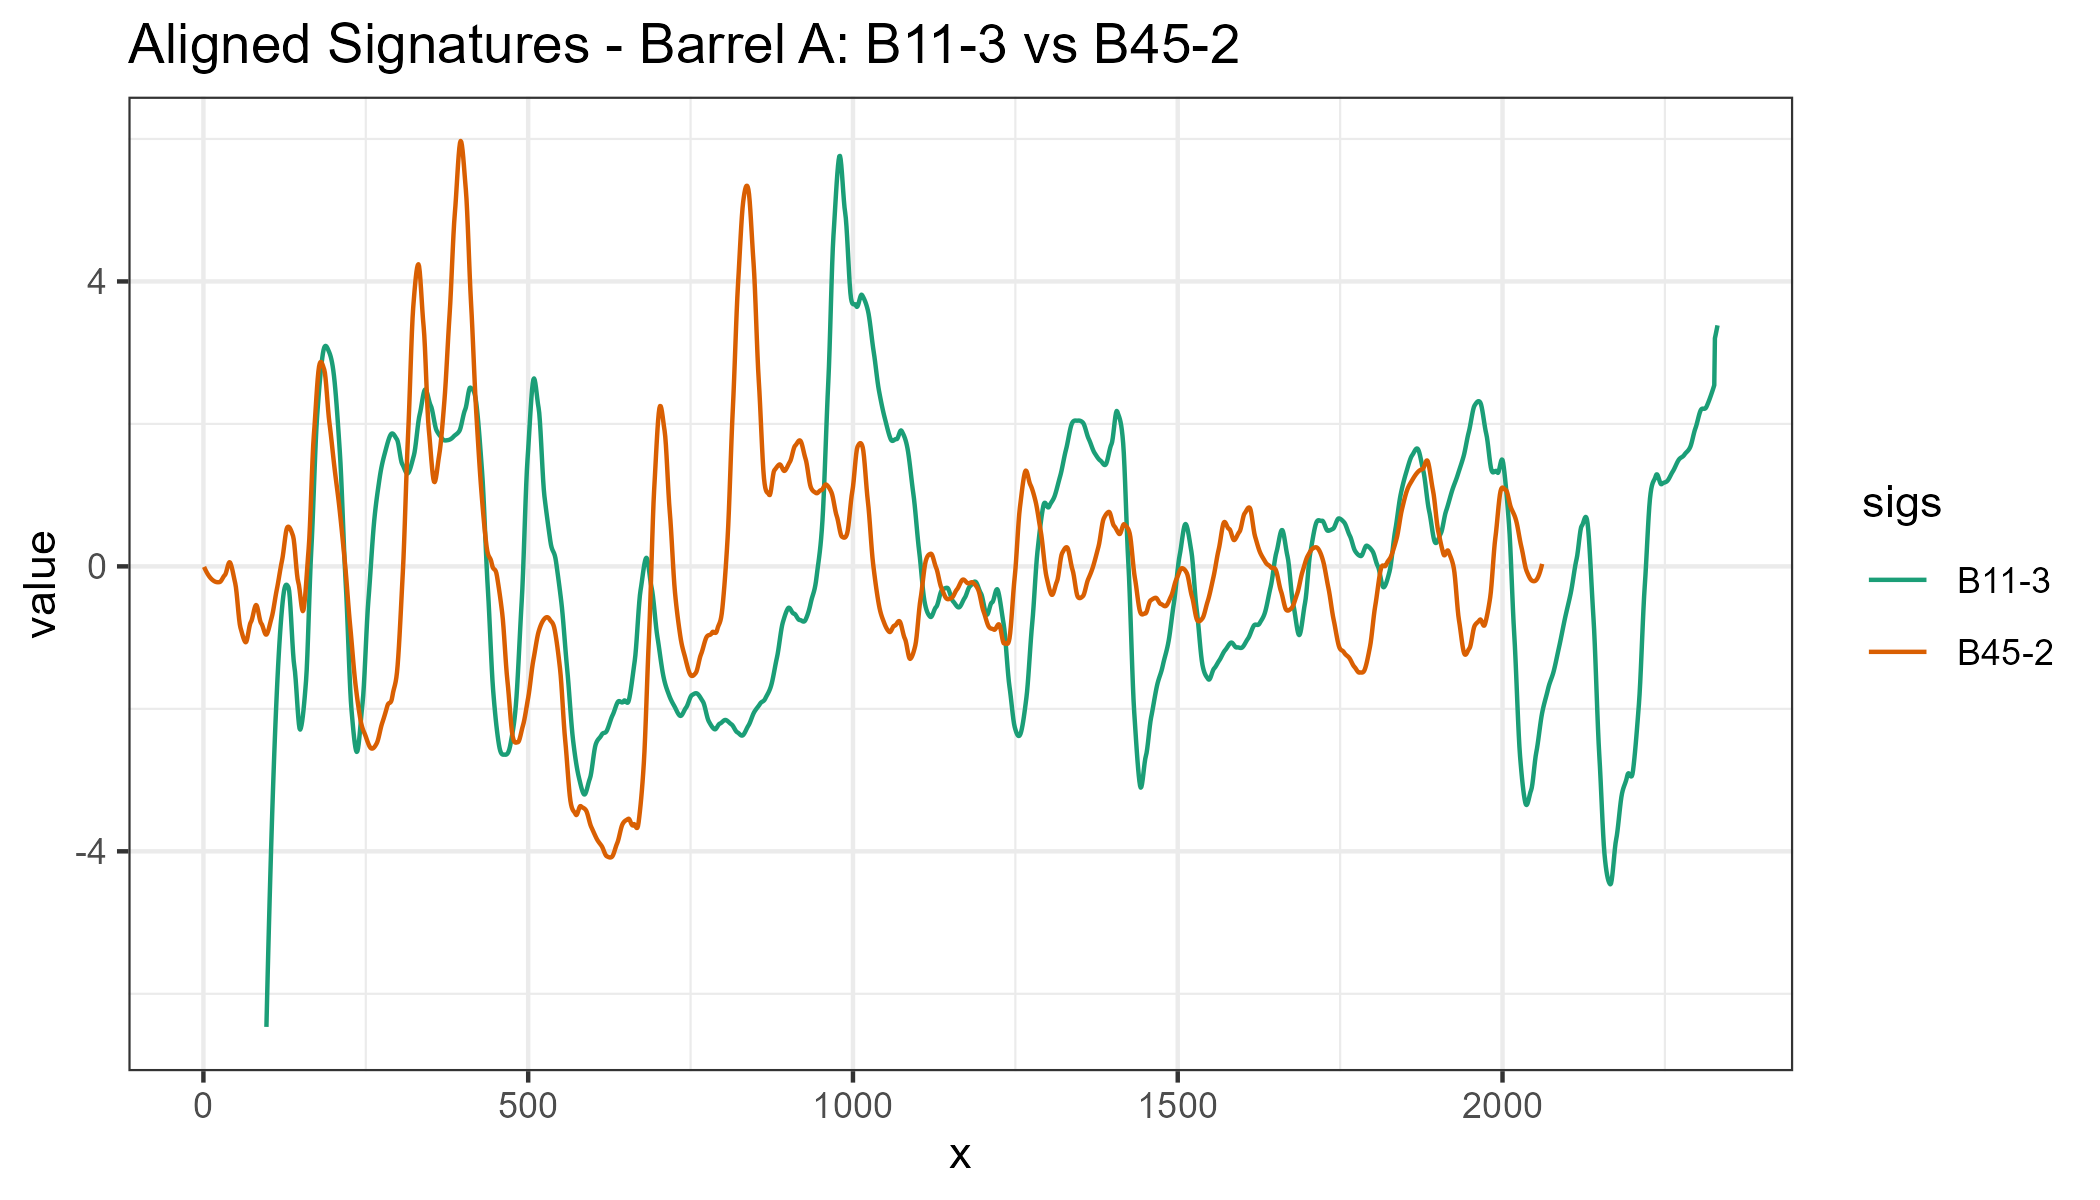 Aligned Signatures - Barrel A: B11-3 vs B45-2
value
4
0
-4
0
500
1000
1500
2000
x
sigs
B11-3
B45-2